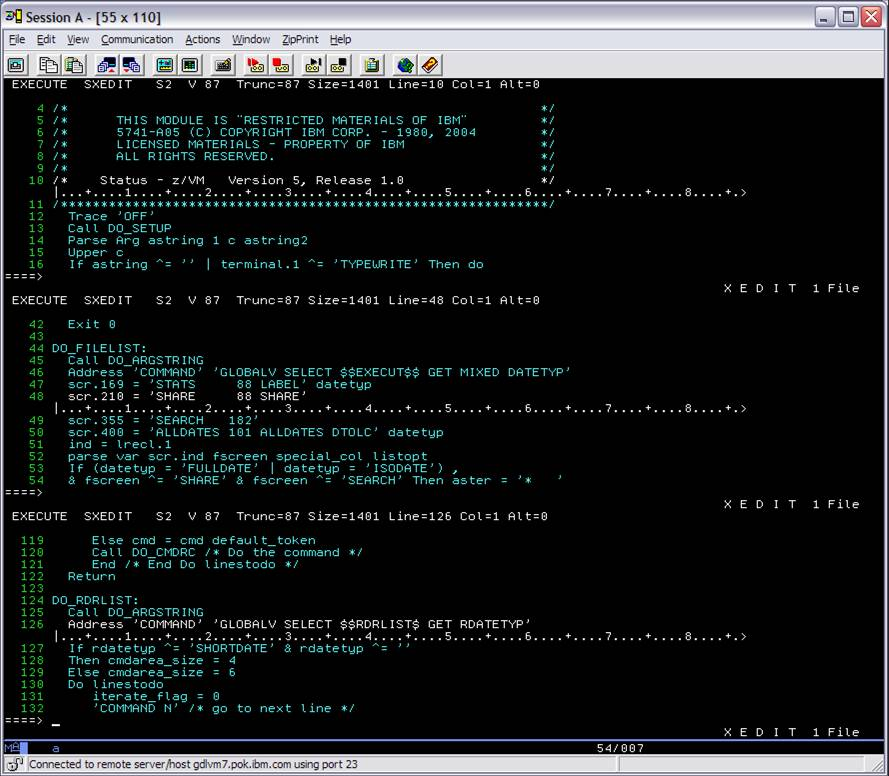 Session A - [55 x 110]
File Edit View Communication Actions Window ZipPrint Help
EXECUTE SXEDIT S2 V 87 Trunc=87 Size=1401 Line=10 Col=1 Alt=0
4 /* */
5 /* THIS MODULE IS "RESTRICTED MATERIALS OF IBM" */
6 /* 5741-A05 (C) COPYRIGHT IBM CORP. - 1980, 2004 */
7 /* LICENSED MATERIALS - PROPERTY OF IBM */
8 /* ALL RIGHTS RESERVED. */
9 /* */
10 /* Status - z/VM Version 5, Release 1.0 */
|...+....1....+....2....+....3....+....4....+....5....+....6....+....7....+....8....+.>
11 /*************************************************************/
12 Trace 'OFF'
13 Call DO_SETUP
14 Parse Arg astring 1 c astring2
15 Upper c
16 If astring ^= '' | terminal.1 ^= 'TYPEWRITE' Then do
====>
X E D I T 1 File
EXECUTE SXEDIT S2 V 87 Trunc=87 Size=1401 Line=48 Col=1 Alt=0
42 Exit 0
43
44 DO_FILELIST:
45 Call DO_ARGSTRING
46 Address 'COMMAND' 'GLOBALV SELECT $$EXECUT$$ GET MIXED DATETYP'
47 scr.169 = 'STATS 88 LABEL' datetyp
48 scr.210 = 'SHARE 88 SHARE'
|...+....1....+....2....+....3....+....4....+....5....+....6....+....7....+....8....+.>
49 scr.355 = 'SEARCH 182'
50 scr.400 = 'ALLDATES 101 ALLDATES DTOLC' datetyp
51 ind = lrecl.1
52 parse var scr.ind fscreen special_col listopt
53 If (datetyp = 'FULLDATE' | datetyp = 'ISODATE') ,
54 & fscreen ^= 'SHARE' & fscreen ^= 'SEARCH' Then aster = '* '
====>
X E D I T 1 File
EXECUTE SXEDIT S2 V 87 Trunc=87 Size=1401 Line=126 Col=1 Alt=0
119 Else cmd = cmd default_token
120 Call DO_CMDRC /* Do the command */
121 End /* End Do linestodo */
122 Return
123
124 DO_RDRLIST:
125 Call DO_ARGSTRING
126 Address 'COMMAND' 'GLOBALV SELECT $$RDRLIST$ GET RDATETYP'
|...+....1....+....2....+....3....+....4....+....5....+....6....+....7....+....8....+.>
127 If rdatetyp ^= 'SHORTDATE' & rdatetyp ^= ''
128 Then cmdarea_size = 4
129 Else cmdarea_size = 6
130 Do linestodo
131 iterate_flag = 0
132 'COMMAND N' /* go to next line */
====> _
X E D I T 1 File
MA a 54/007
Connected to remote server/host gdlvm7.pok.ibm.com using port 23